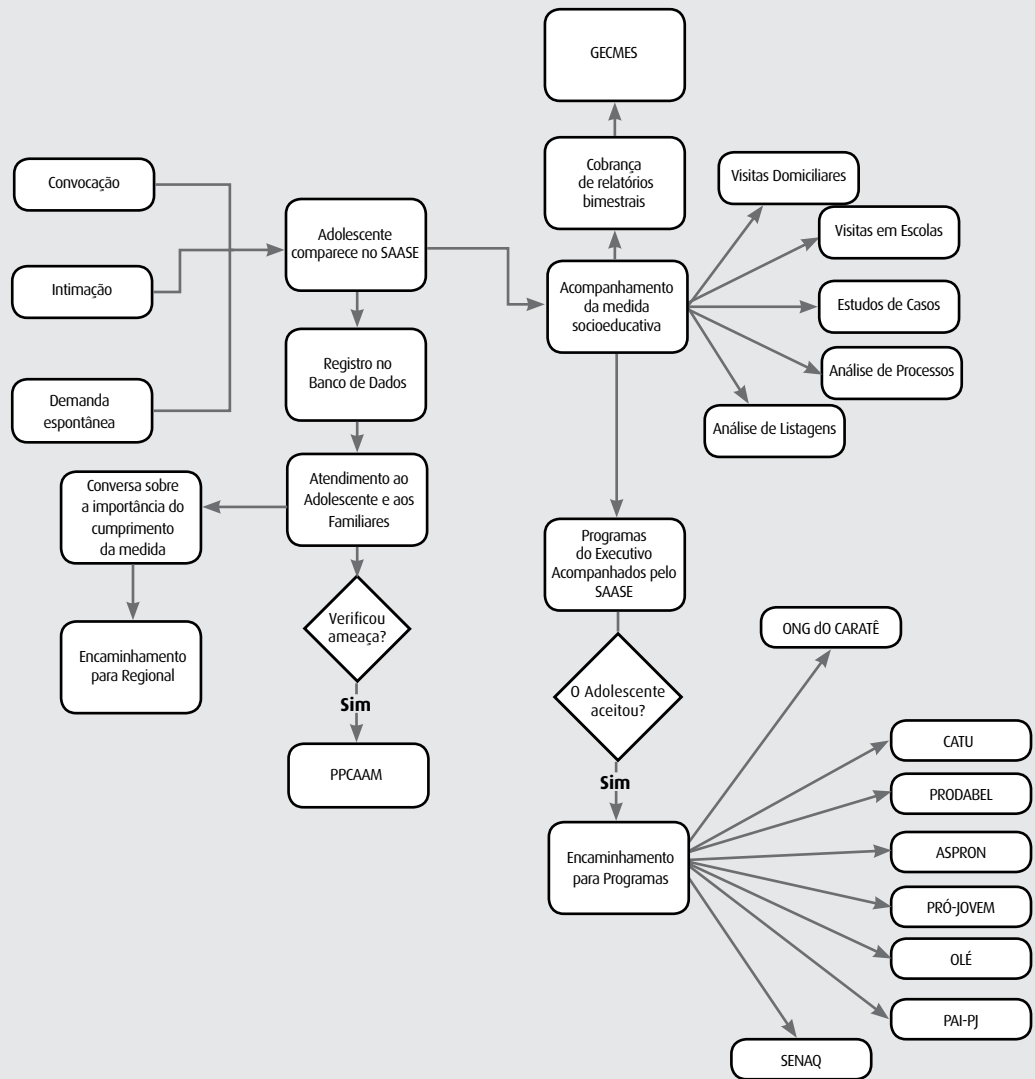 GECMES
Cobrança
de relatórios
bimestrais
Convocação
Intimação
Demanda
espontânea
Adolescente
comparece no SAASE
Registro no
Banco de Dados
Atendimento ao
Adolescente e aos
Familiares
Conversa sobre
a importância do
cumprimento
da medida
Encaminhamento
para Regional
Verificou
ameaça?
Sim
PPCAAM
Acompanhamento
da medida
socioeducativa
Visitas Domiciliares
Visitas em Escolas
Estudos de Casos
Análise de Processos
Análise de Listagens
Programas
do Executivo
Acompanhados pelo
SAASE
O Adolescente
aceitou?
Sim
Encaminhamento
para Programas
ONG dO CARATÊ
CATU
PRODABEL
ASPRON
PRÓ-JOVEM
OLÉ
PAI-PJ
SENAQ